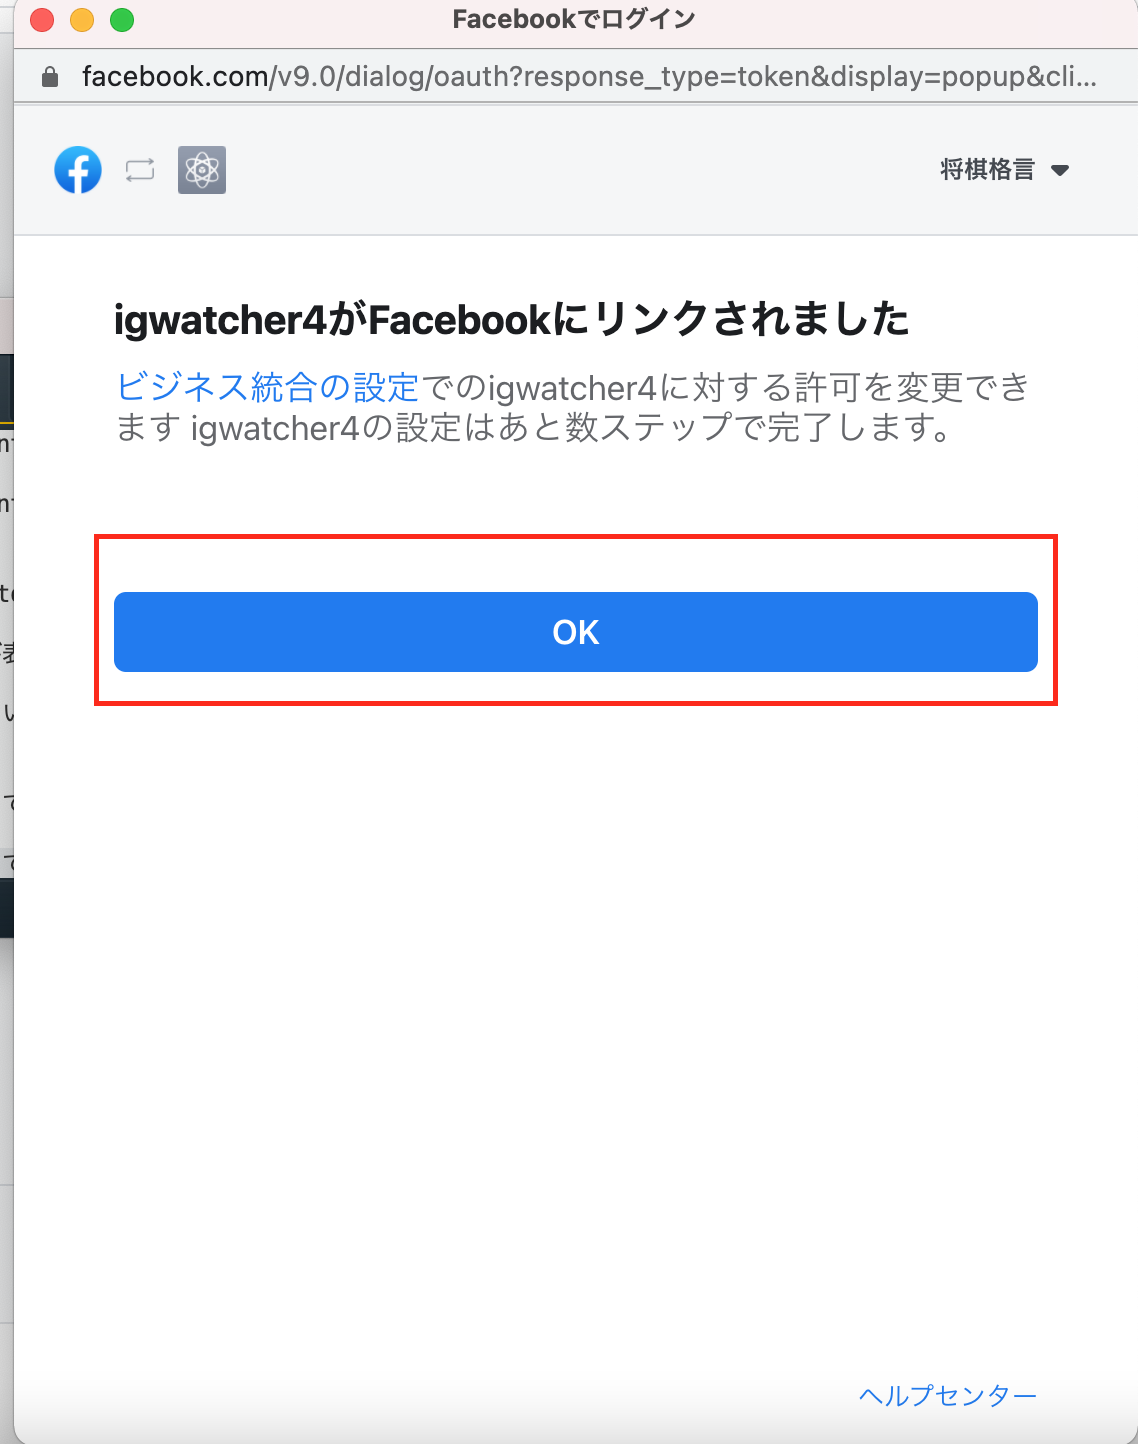 Facebookでログイン
facebook.com/v9.0/dialog/oauth?response_type=token&display=popup&cli...
将棋格言
igwatcher4がFacebookにリンクされました
ビジネス統合の設定でのigwatcher4に対する許可を変更でき
ます igwatcher4の設定はあと数ステップで完了します。
OK
ヘルプセンター